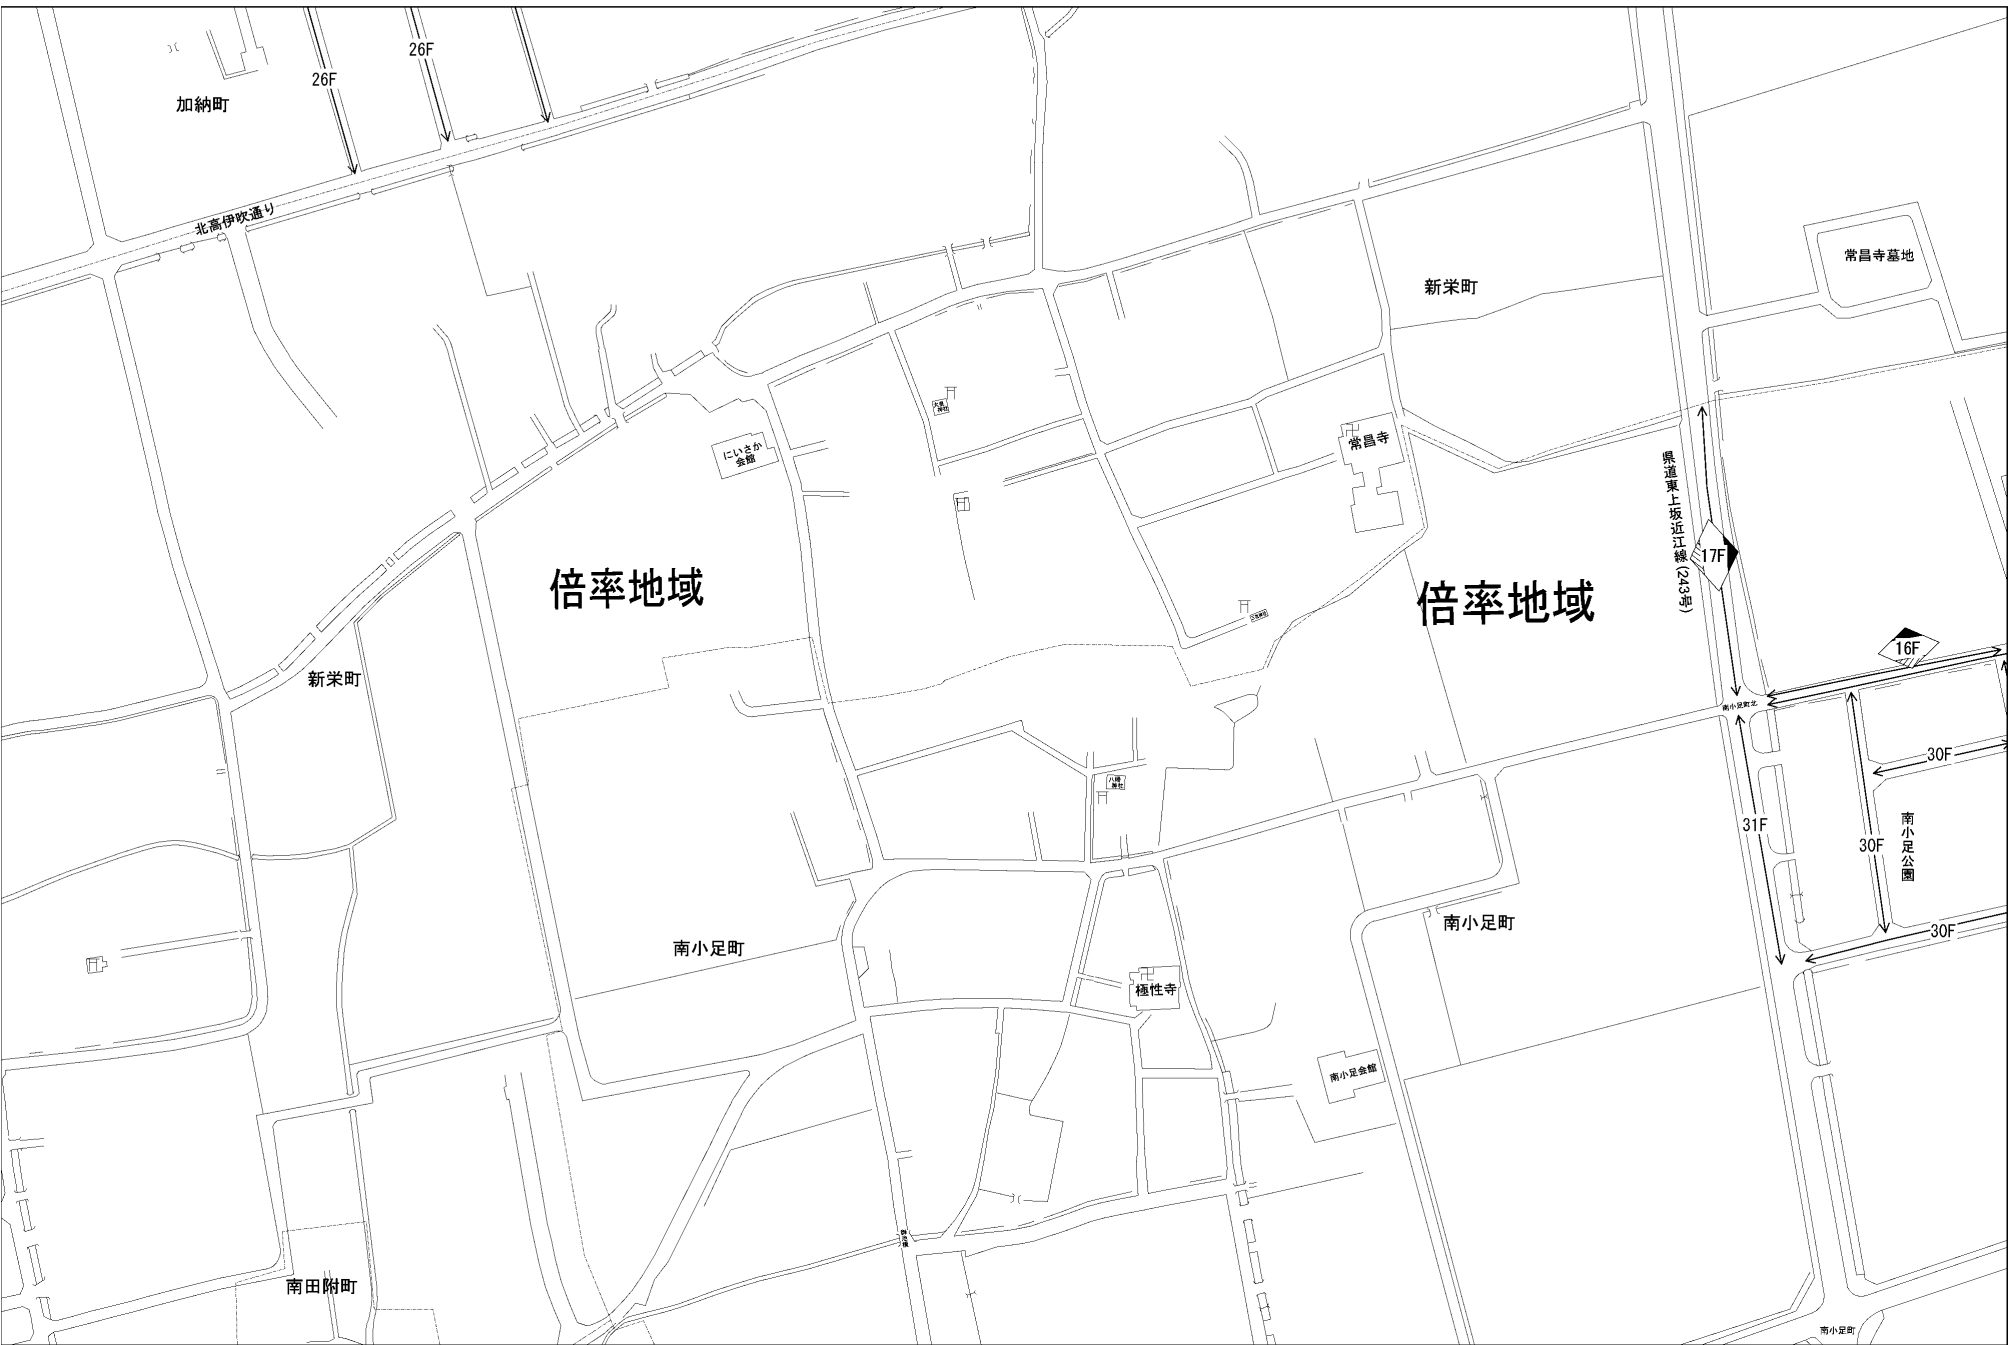 26F
26F
加納町
北高伊吹通り
新栄町
常昌寺墓地
にいさか
会館
常昌寺
県道東上坂近江線(243号)
17F
倍率地域
倍率地域
16F
新栄町
南小足町北
30F
八幡
神社
31F
30F
南小足公園
南小足町
南小足町
30F
極性寺
南小足会館
南田附町
南小足町